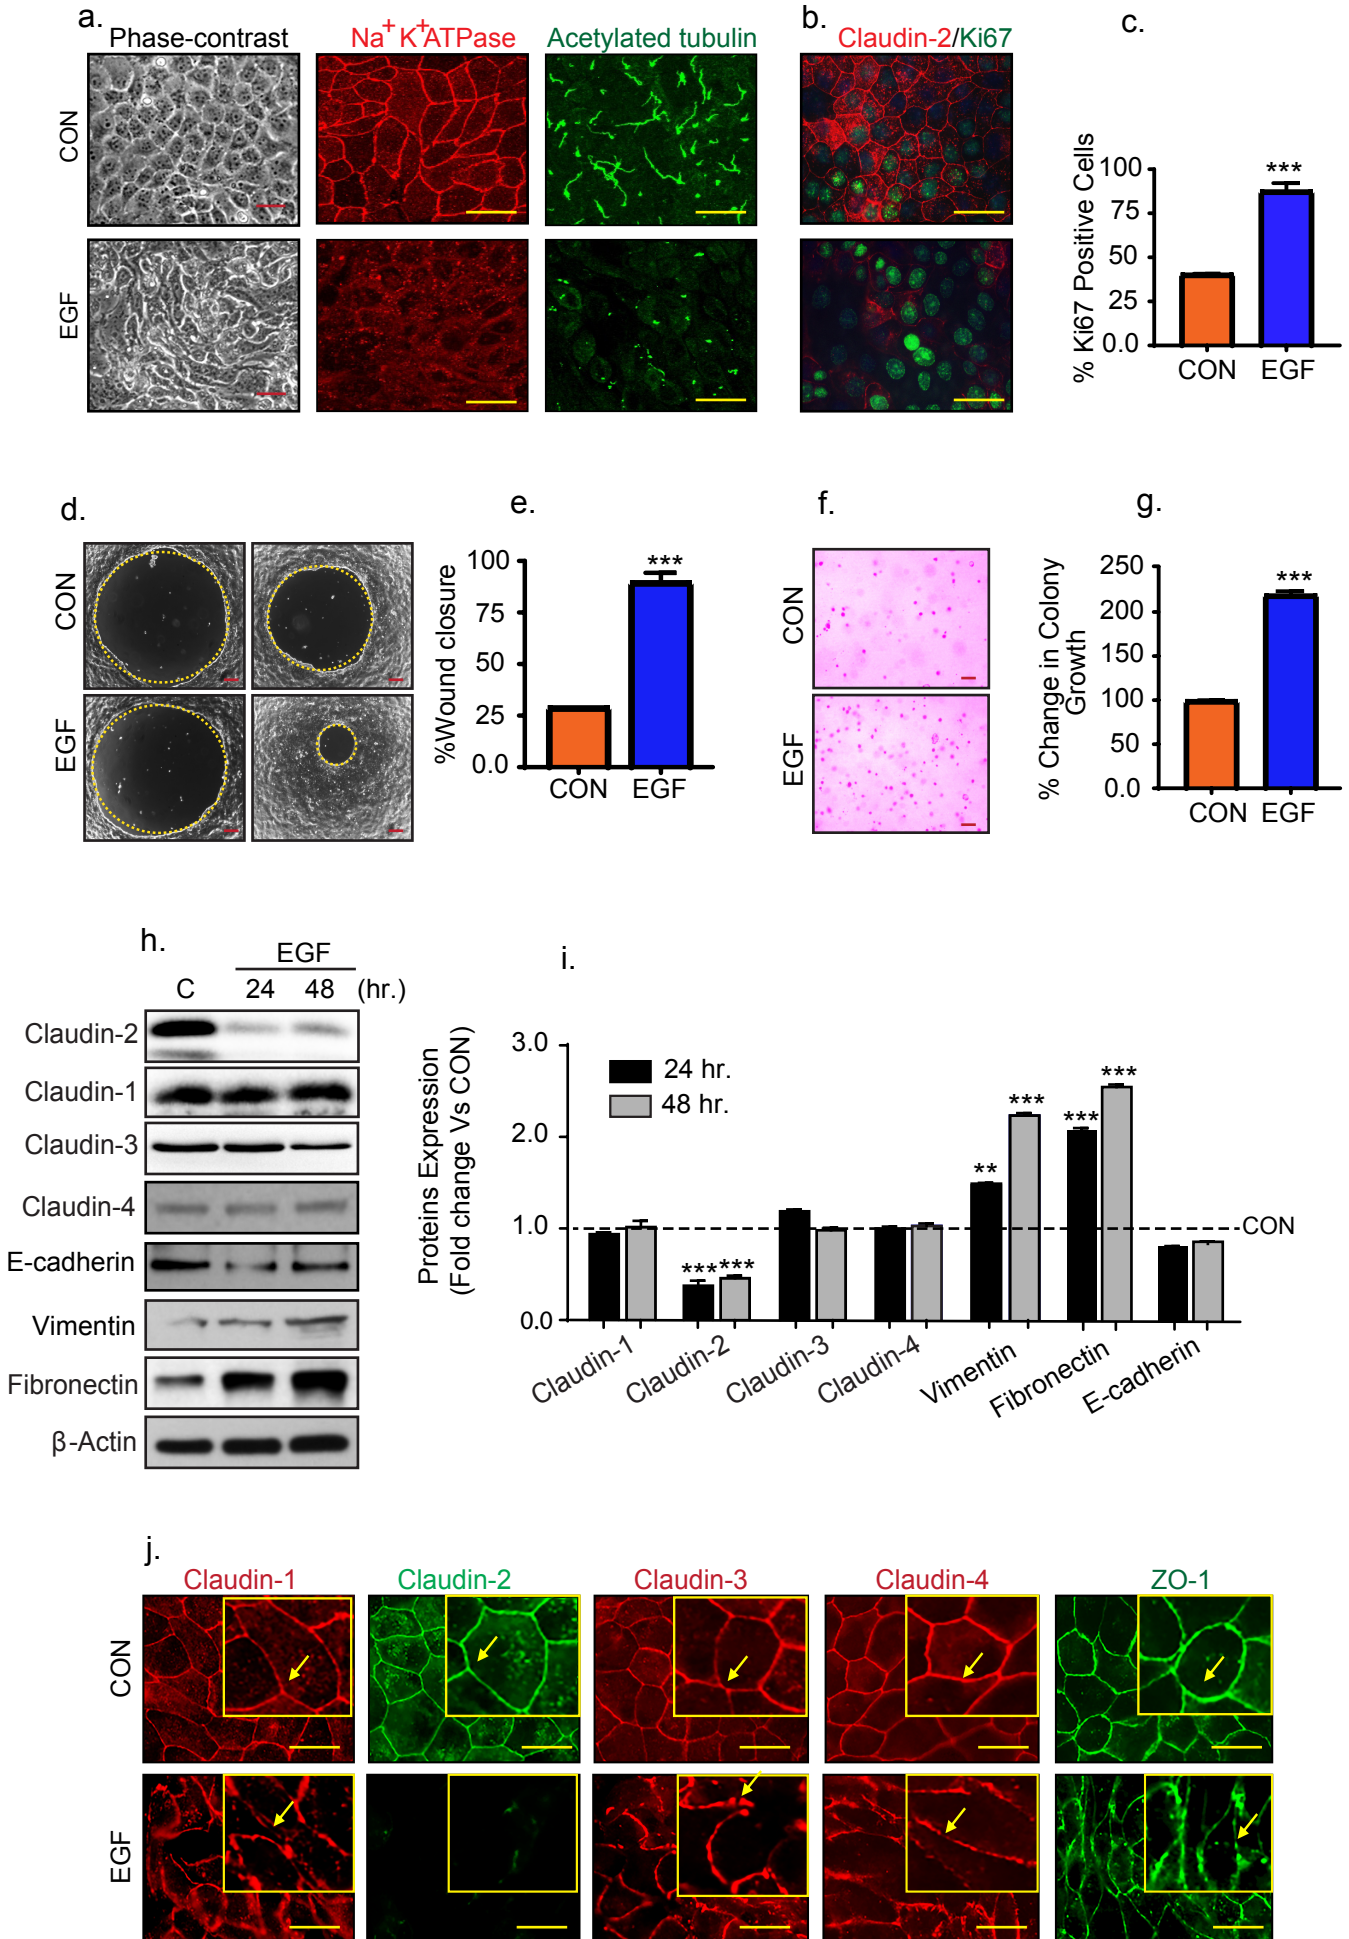 a.
Phase-contrast
Na+ K+ATPase
Acetylated tubulin
CON
EGF
b.
Claudin-2/Ki67
c.
% Ki67 Positive Cells
100
75
50
25
0.0
***
CON EGF
d.
CON
EGF
e.
%Wound closure
100
75
50
25
0.0
***
CON EGF
f.
CON
EGF
g.
% Change in Colony
Growth
250
200
150
100
50
0.0
***
CON EGF
h.
EGF
C 24 48 (hr.)
Claudin-2
Claudin-1
Claudin-3
Claudin-4
E-cadherin
Vimentin
Fibronectin
β-Actin
i.
Proteins Expression
(Fold change Vs CON)
3.0
2.0
1.0
0.0
24 hr.
48 hr.
*** ***
** ***
*** ***
CON
Claudin-1
Claudin-2
Claudin-3
Claudin-4
Vimentin
Fibronectin
E-cadherin
j.
Claudin-1
Claudin-2
Claudin-3
Claudin-4
ZO-1
CON
EGF